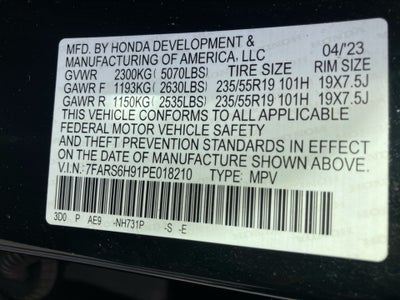 MFD. BY HONDA DEVELOPMENT &
MANUFACTURING OF AMERICA, LLC 04/'23
GVWR 2300KG (5070LBS) TIRE SIZE RIM SIZE
GAWR F 1193KG (2630LBS) 235/55R19 101H 19X7.5J
GAWR R 1150KG (2535LBS) 235/55R19 101H 19X7.5J
THIS VEHICLE CONFORMS TO ALL APPLICABLE
FEDERAL MOTOR VEHICLE SAFETY
AND THEFT PREVENTION STANDARDS IN EFFECT
ON THE DATE OF MANUFACTURE SHOWN ABOVE.
V.I.N.: 7FARS6H91PE018210 TYPE: MPV
3D0 P AE9 -NH731P -S -E